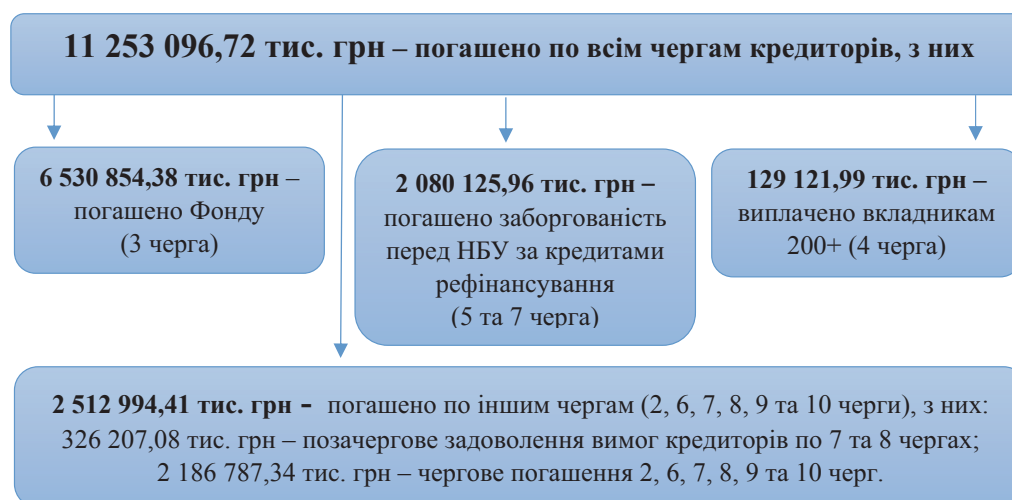 11 253 096,72 тис. грн – погашено по всім чергам кредиторів, з них
6 530 854,38 тис. грн –
погашено Фонду
(3 черга)
2 080 125,96 тис. грн –
погашено заборгованість
перед НБУ за кредитами
рефінансування
(5 та 7 черга)
129 121,99 тис. грн –
виплачено вкладникам
200+ (4 черга)
2 512 994,41 тис. грн – погашено по іншим чергам (2, 6, 7, 8, 9 та 10 черги), з них:
326 207,08 тис. грн – позачергове задоволення вимог кредиторів по 7 та 8 чергах;
2 186 787,34 тис. грн – чергове погашення 2, 6, 7, 8, 9 та 10 черг.